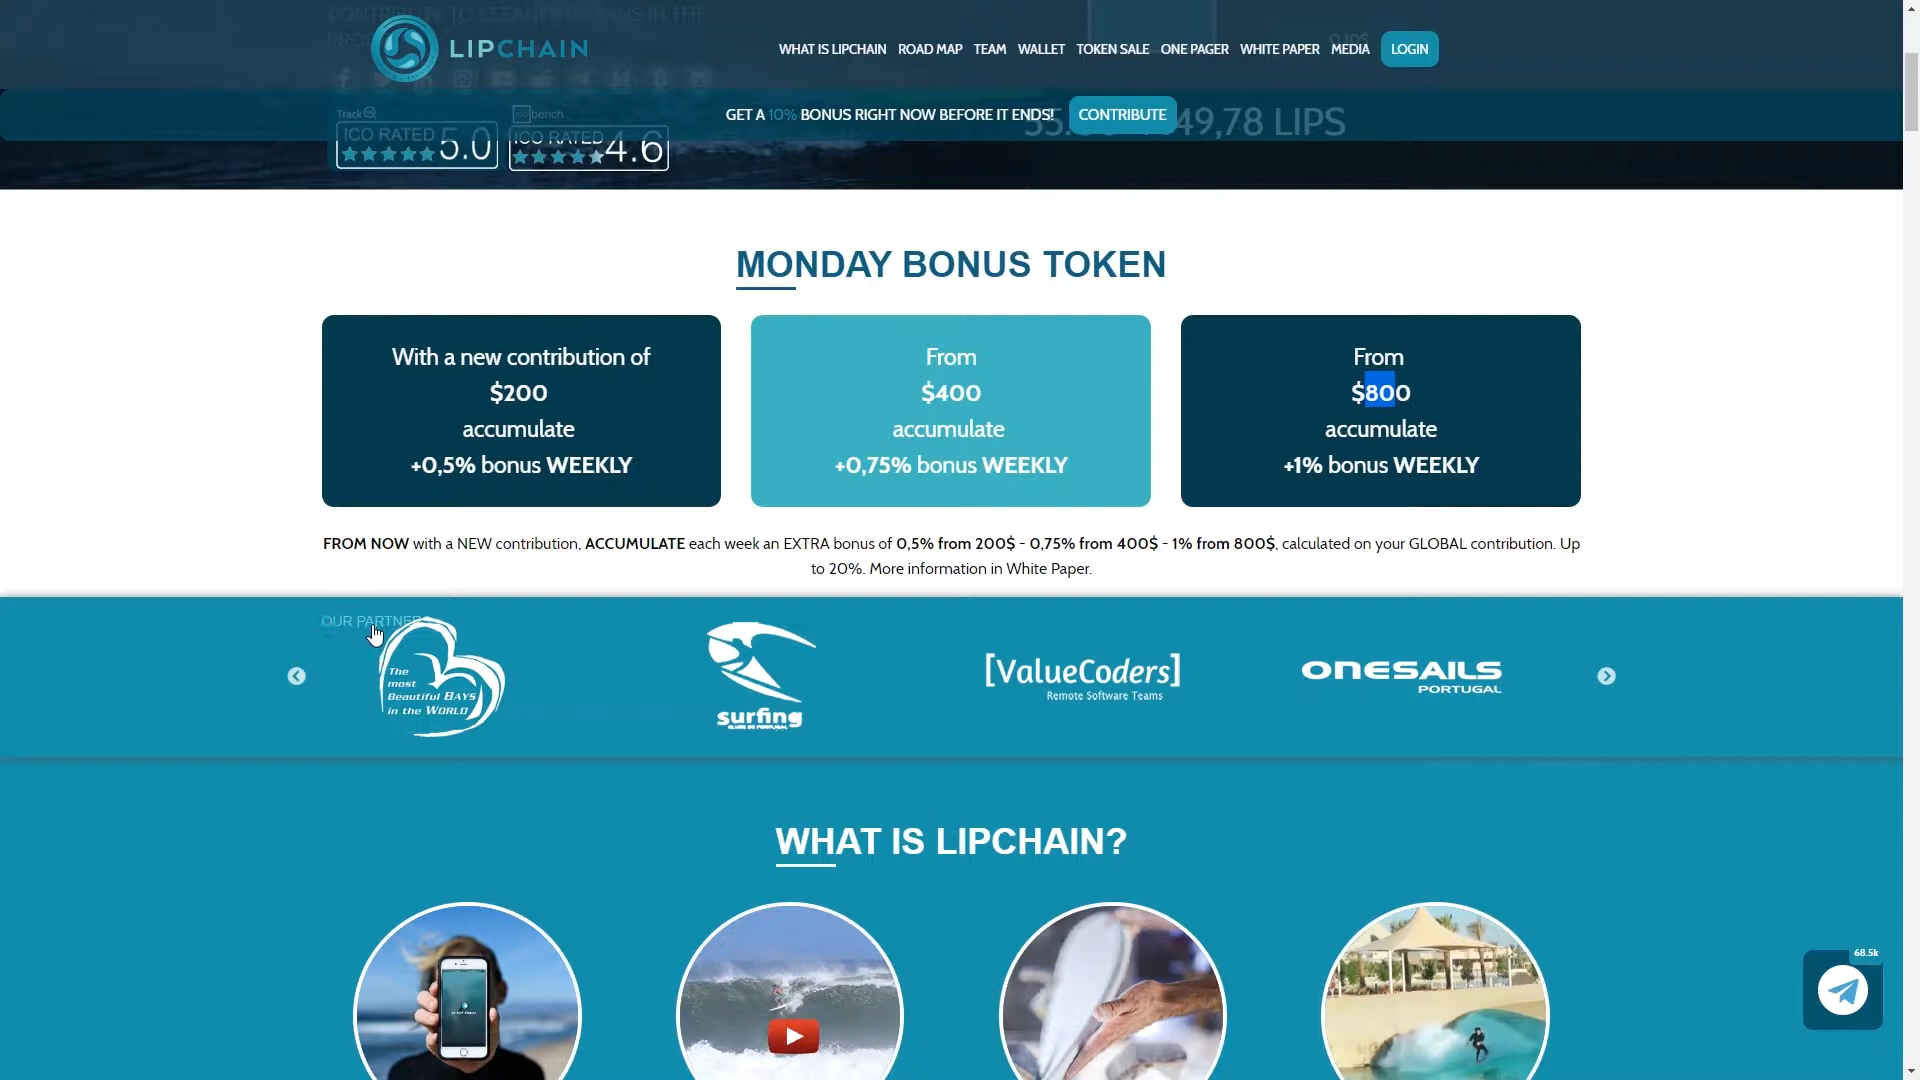 CONTRIBUTE TO CLEANER OCEANS IN THE
LIPCHAIN
WHAT IS LIPCHAIN
ROAD MAP
TEAM
WALLET
TOKEN SALE
ONE PAGER
WHITE PAPER
MEDIA
LOGIN
Track
bench
GET A 10% BONUS RIGHT NOW BEFORE IT ENDS!
CONTRIBUTE
49,78 LIPS
ICO RATED
5.0
ICO RATED
4.6
MONDAY BONUS TOKEN
With a new contribution of
$200
accumulate
+0,5% bonus WEEKLY
From
$400
accumulate
+0,75% bonus WEEKLY
From
$800
accumulate
+1% bonus WEEKLY
FROM NOW with a NEW contribution, ACCUMULATE each week an EXTRA bonus of 0,5% from 200$ - 0,75% from 400$ - 1% from 800$, calculated on your GLOBAL contribution. Up
to 20%. More information in White Paper.
OUR PARTNER
The
most
Beautiful BAYS
in the WORLD
surfing
CLUBE DE PORTUGAL
[ValueCoders]
Remote Software Teams
ONESAILS
PORTUGAL
WHAT IS LIPCHAIN?
68.5k